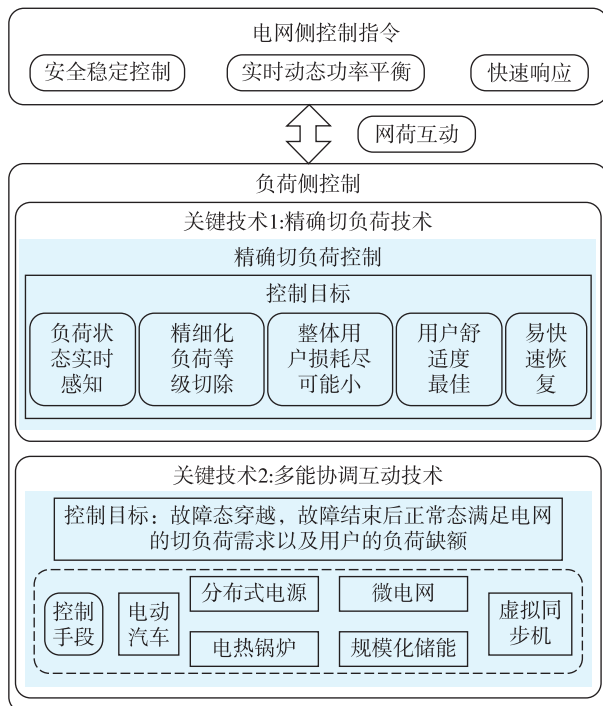 电网侧控制指令
安全稳定控制 实时动态功率平衡 快速响应
网荷互动
负荷侧控制
关键技术1:精确切负荷技术
精确切负荷控制
控制目标
负荷状
态实时
感知
精细化
负荷等
级切除
整体用
户损耗尽
可能小
用户舒
适度
最佳
易快
速恢
复
关键技术2:多能协调互动技术
控制目标：故障态穿越，故障结束后正常态满足电网
的切负荷需求以及用户的负荷缺额
控制
手段
电动
汽车
分布式电源
微电网
电热锅炉
规模化储能
虚拟同
步机